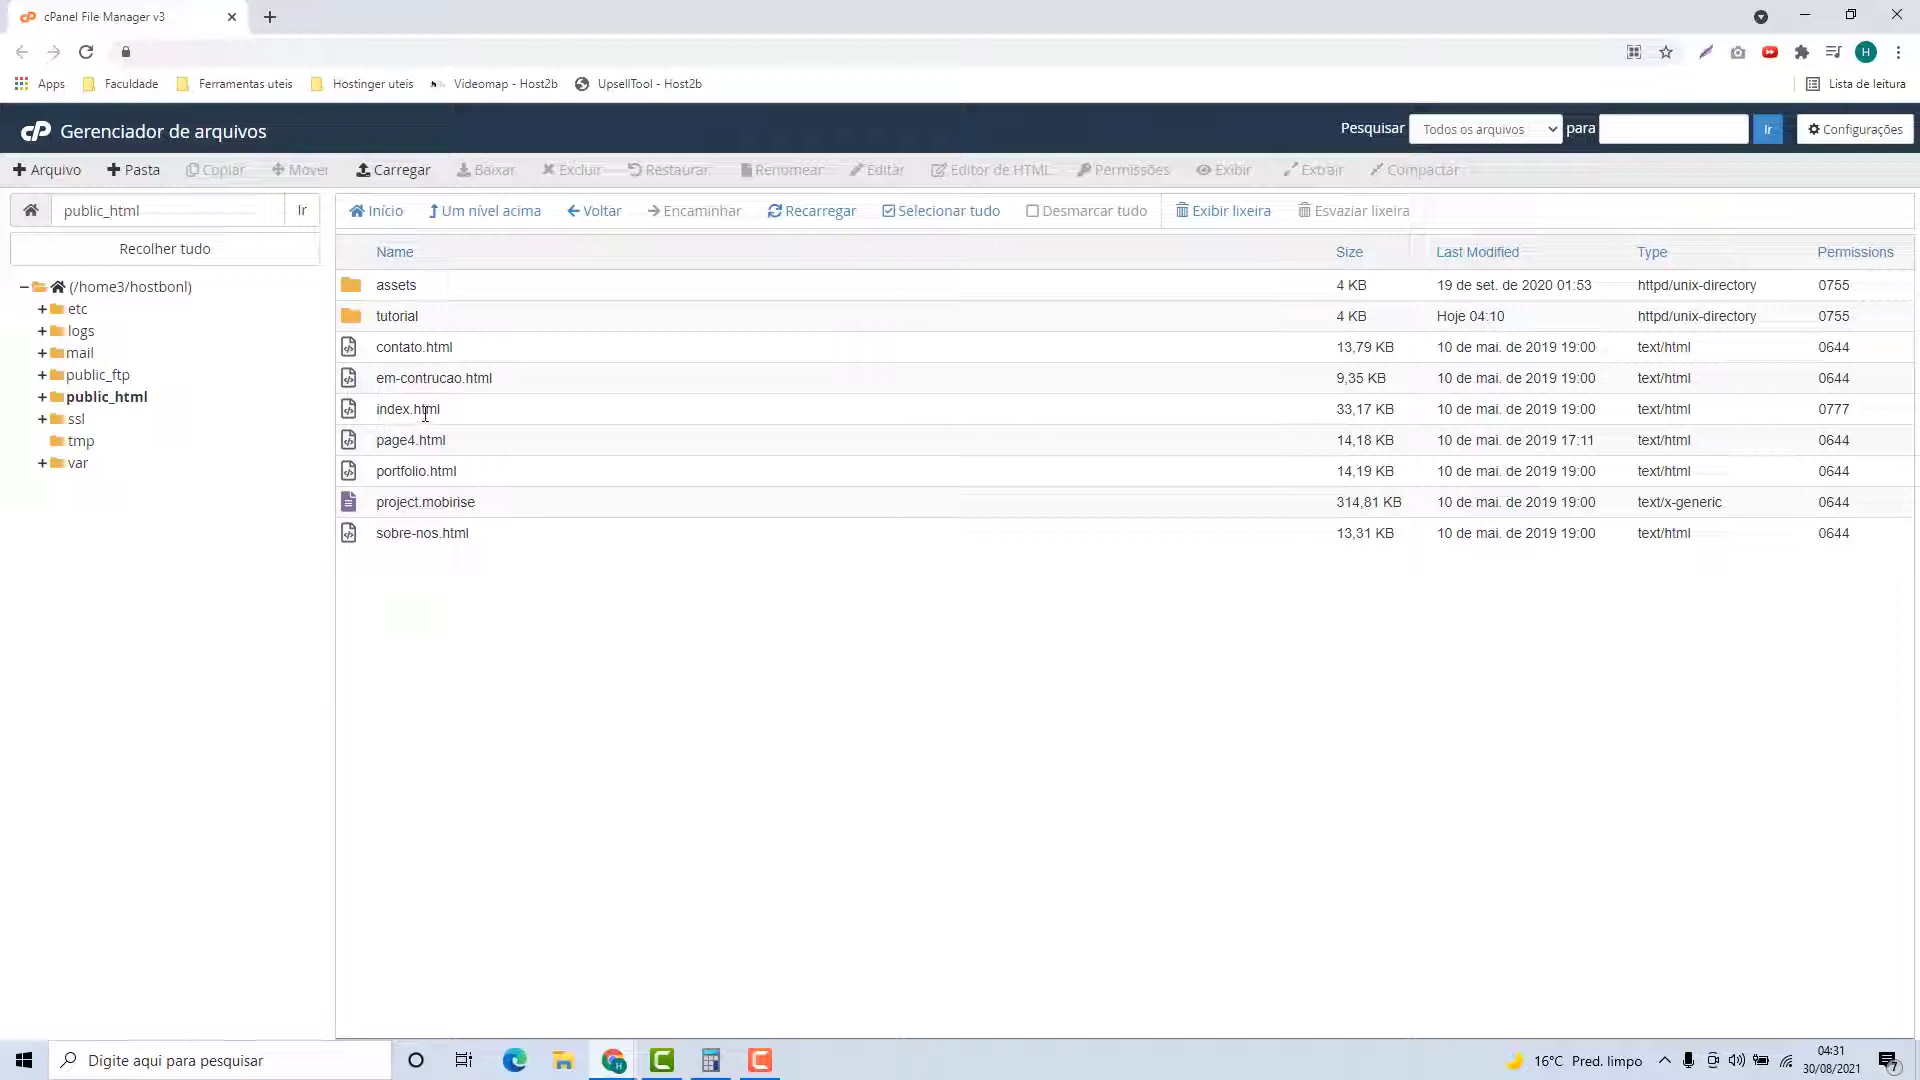 cPanel File Manager v3
Apps Faculdade Ferramentas uteis Hostinger uteis Videomap - Host2b UpsellTool - Host2b Lista de leitura
cP Gerenciador de arquivos Pesquisar Todos os arquivos para Ir Configurações
Arquivo Pasta Copiar Mover Carregar Baixar Excluir Restaurar Renomear Editar Editor de HTML Permissões Exibir Extrair Compactar
public_html Ir Início Um nível acima Voltar Encaminhar Recarregar Selecionar tudo Desmarcar tudo Exibir lixeira Esvaziar lixeira
Recolher tudo
(/home3/hostbonl)
etc
logs
mail
public_ftp
public_html
ssl
tmp
var
Name Size Last Modified Type Permissions
assets 4 KB 19 de set. de 2020 01:53 httpd/unix-directory 0755
tutorial 4 KB Hoje 04:10 httpd/unix-directory 0755
contato.html 13,79 KB 10 de mai. de 2019 19:00 text/html 0644
em-contrucao.html 9,35 KB 10 de mai. de 2019 19:00 text/html 0644
index.html 33,17 KB 10 de mai. de 2019 19:00 text/html 0777
page4.html 14,18 KB 10 de mai. de 2019 17:11 text/html 0644
portfolio.html 14,19 KB 10 de mai. de 2019 19:00 text/html 0644
project.mobirise 314,81 KB 10 de mai. de 2019 19:00 text/x-generic 0644
sobre-nos.html 13,31 KB 10 de mai. de 2019 19:00 text/html 0644
Digite aqui para pesquisar 16°C Pred. limpo 04:31
30/08/2021 7